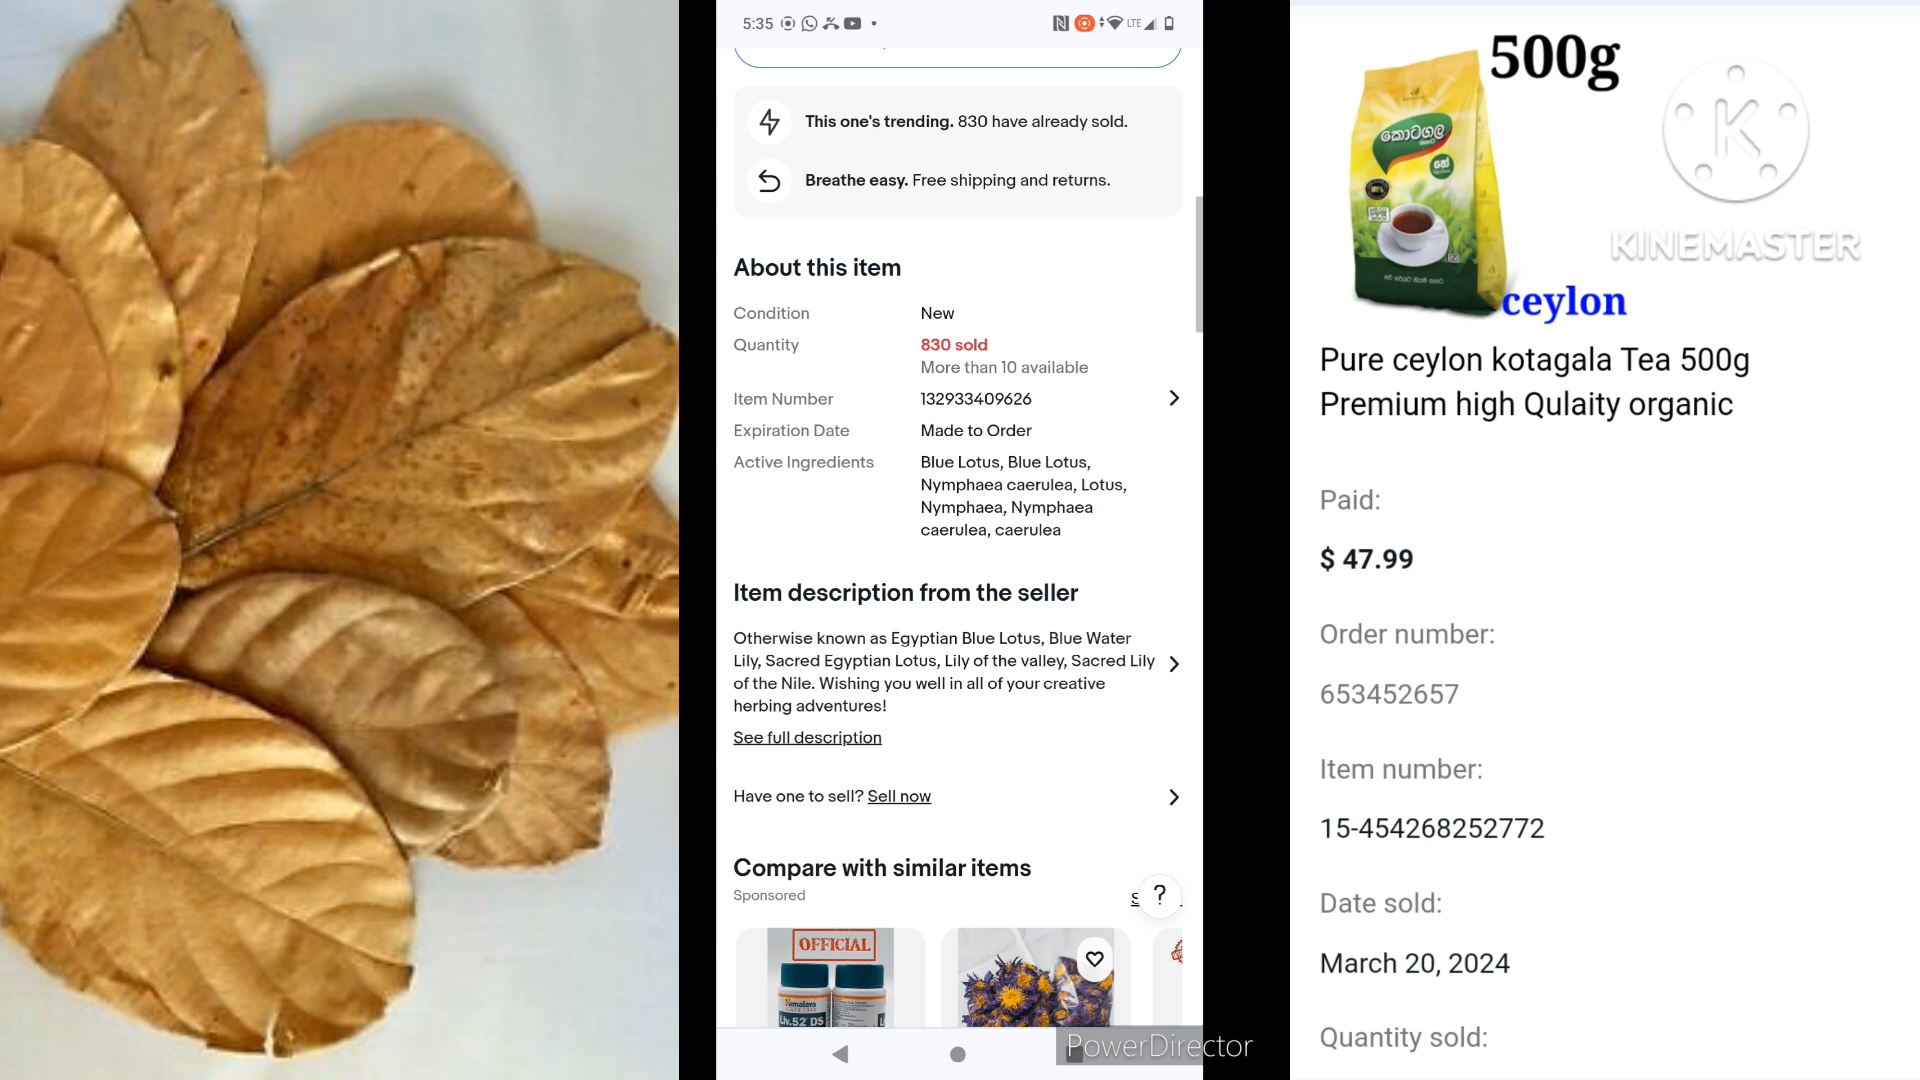 5:35
LTE
This one's trending. 830 have already sold.
Breathe easy. Free shipping and returns.
About this item
Condition New
Quantity 830 sold
More than 10 available
Item Number 132933409626
Expiration Date Made to Order
Active Ingredients Blue Lotus, Blue Lotus,
Nymphaea caerulea, Lotus,
Nymphaea, Nymphaea
caerulea, caerulea
Item description from the seller
Otherwise known as Egyptian Blue Lotus, Blue Water
Lily, Sacred Egyptian Lotus, Lily of the valley, Sacred Lily
of the Nile. Wishing you well in all of your creative
herbing adventures!
See full description
Have one to sell? Sell now
Compare with similar items
Sponsored
?
OFFICIAL
Himalaya
Liv.52 DS
PowerDirector
500g
කොටගල
තේ
ceylon
K
KINEMASTER
Pure ceylon kotagala Tea 500g
Premium high Qulaity organic
Paid:
$ 47.99
Order number:
653452657
Item number:
15-454268252772
Date sold:
March 20, 2024
Quantity sold: